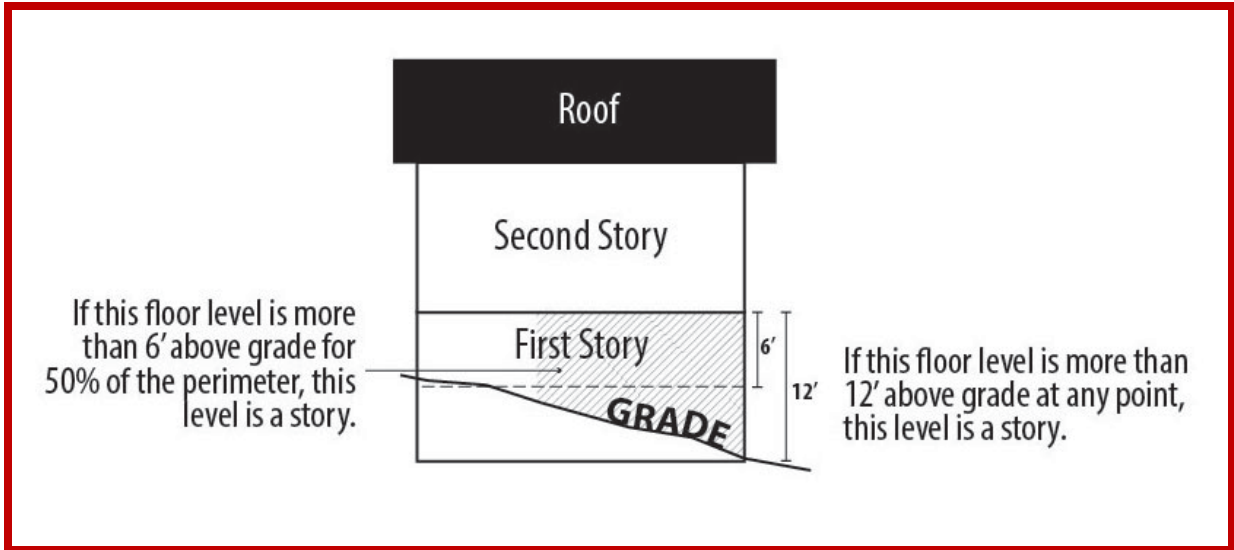 Roof
Second Story
If this floor level is more
than 6’ above grade for
50% of the perimeter, this
level is a story.
First Story
6’
12’
GRADE
If this floor level is more than
12’ above grade at any point,
this level is a story.